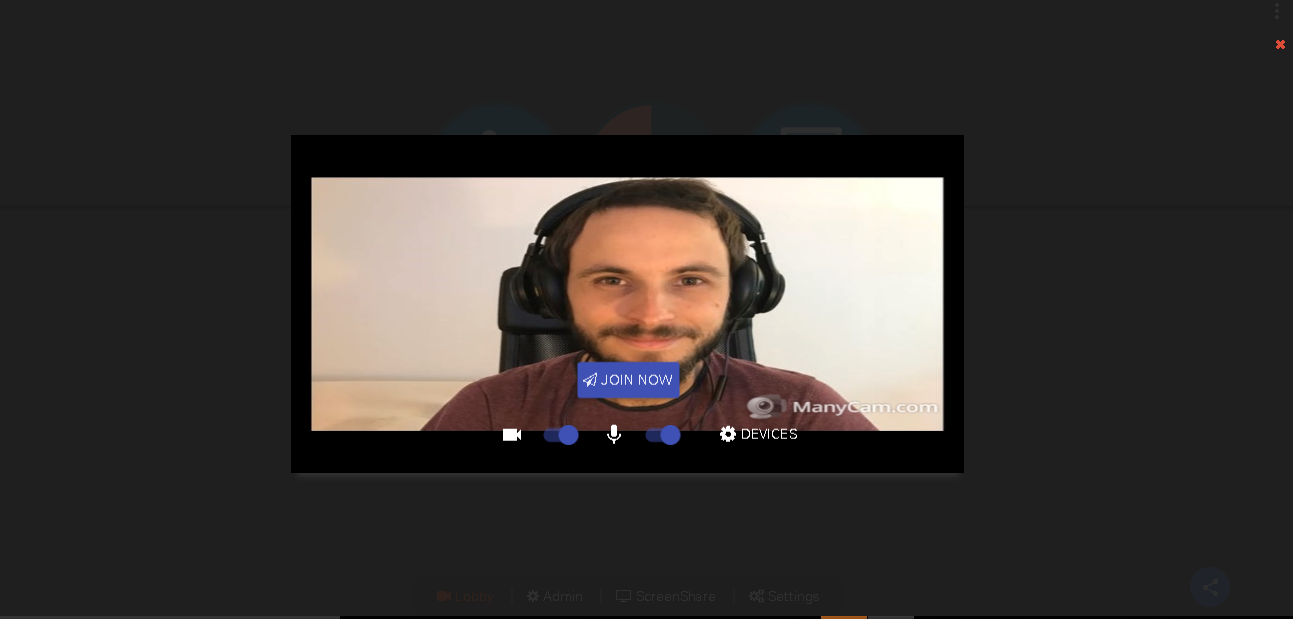 JOIN NOW
ManyCam.com
DEVICES
Lobby
Admin
ScreenShare
Settings